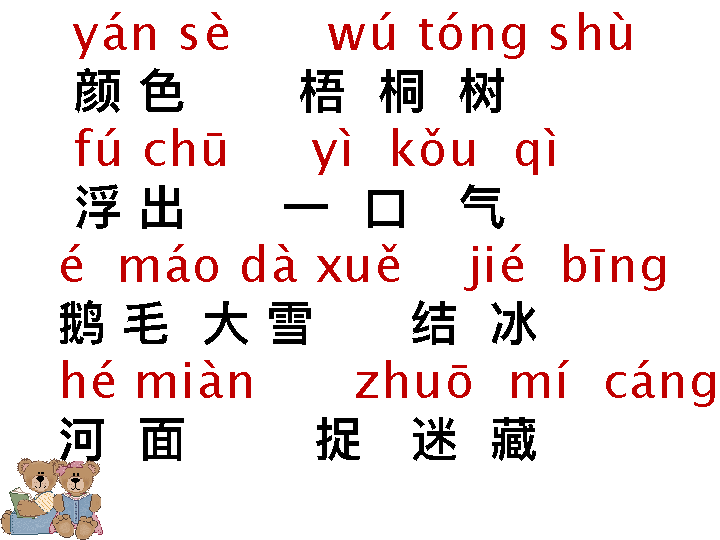 yán sè wú tóng shù
颜 色 梧 桐 树
fú chū yì kǒu qì
浮 出 一 口 气
é máo dà xuě jié bīng
鹅 毛 大 雪 结 冰
hé miàn zhuō mí cáng
河 面 捉 迷 藏